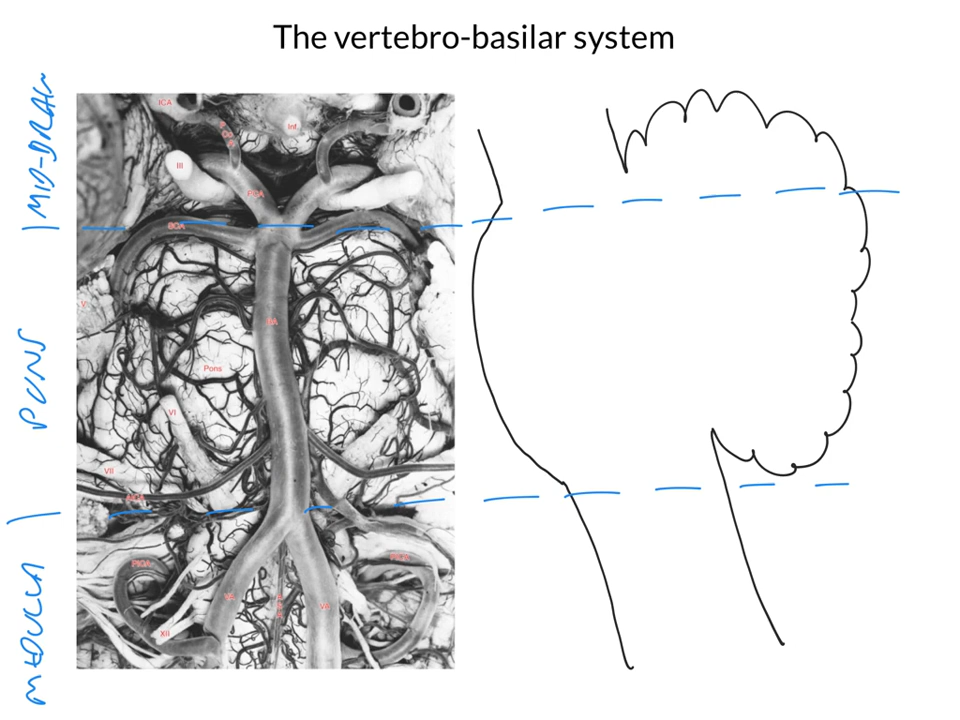 The vertebro-basilar system
MID-BRAIN
PONS
MEDULLA
ICA
P
CO
A
Inf.
III
PCA
SCA
V
BA
Pons
VI
VII
AICA
PICA
PICA
VA
VA
XII